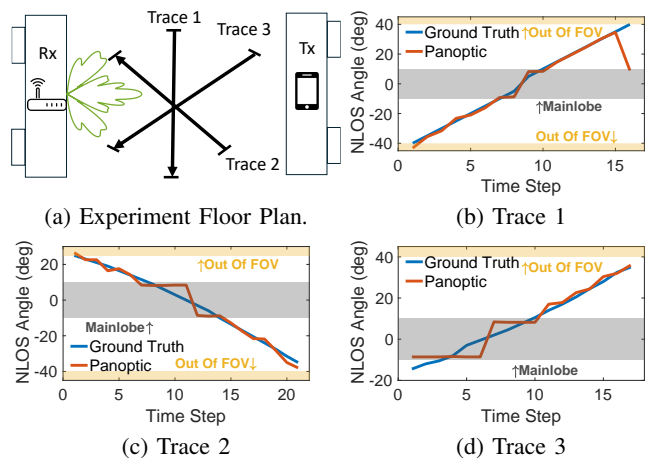 Rx
Trace 1
Trace 3
Tx
Trace 2
(a) Experiment Floor Plan.
NLOS Angle (deg)
40
20
0
-20
-40
Ground Truth
Panoptic
↑Out Of FOV
↑Mainlobe
Out Of FOV↓
0
5
10
15
Time Step
(b) Trace 1
NLOS Angle (deg)
20
0
-20
-40
↑Out Of FOV
Mainlobe↑
Ground Truth
Panoptic
Out Of FOV↓
0
5
10
15
20
Time Step
(c) Trace 2
NLOS Angle (deg)
40
20
0
-20
Ground Truth
Panoptic
↑Out Of FOV
↑Mainlobe
0
5
10
15
Time Step
(d) Trace 3